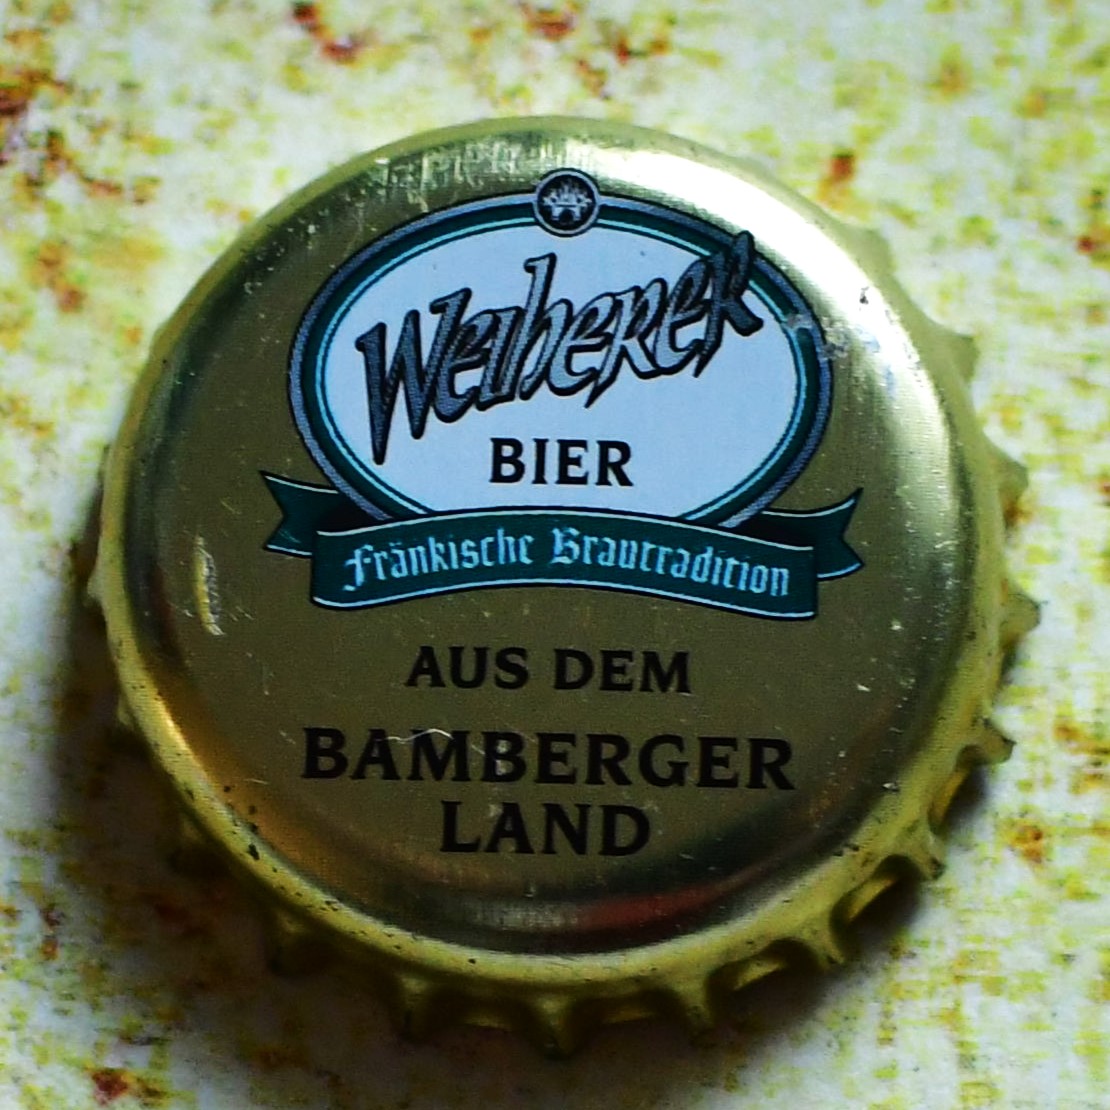 Weiherer
BIER
Fränkische Brautradition
AUS DEM
BAMBERGER
LAND